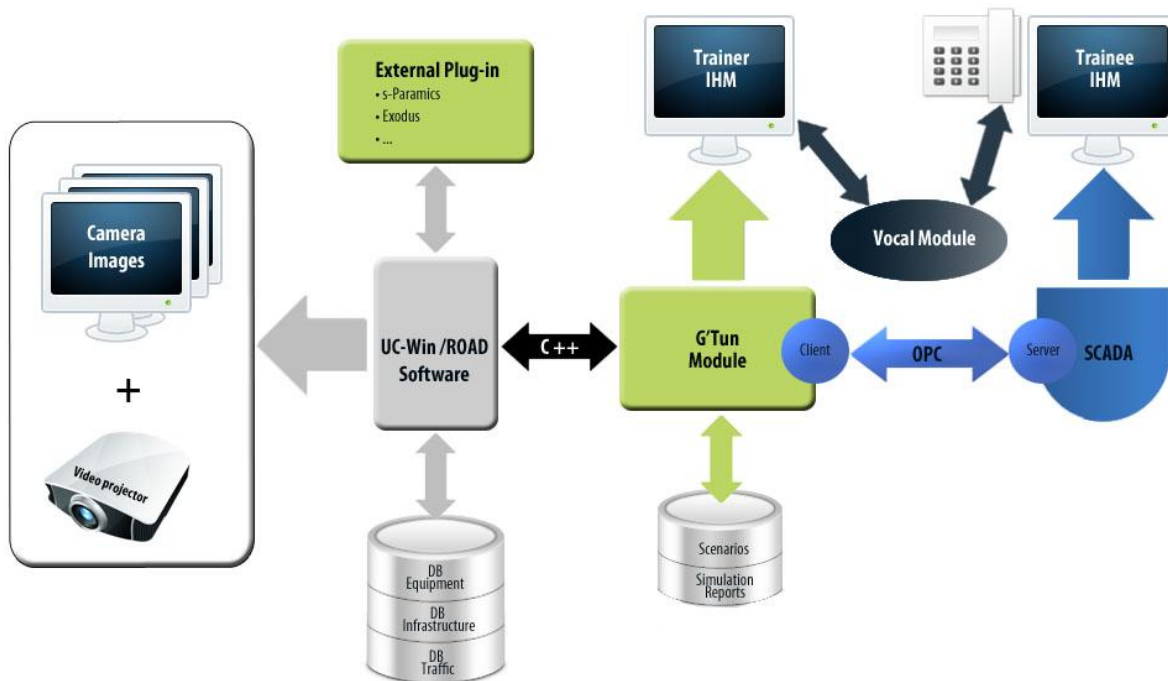 External Plug-in
• s-Paramics
• Exodus
• ...
Trainer
IHM
Trainee
IHM
Camera
Images
+
Video projector
Vocal Module
UC-Win /ROAD
Software
C ++
G'Tun
Module
Client
OPC
Server
SCADA
DB
Equipment
DB
Infrastructure
DB
Traffic
Scenarios
Simulation
Reports